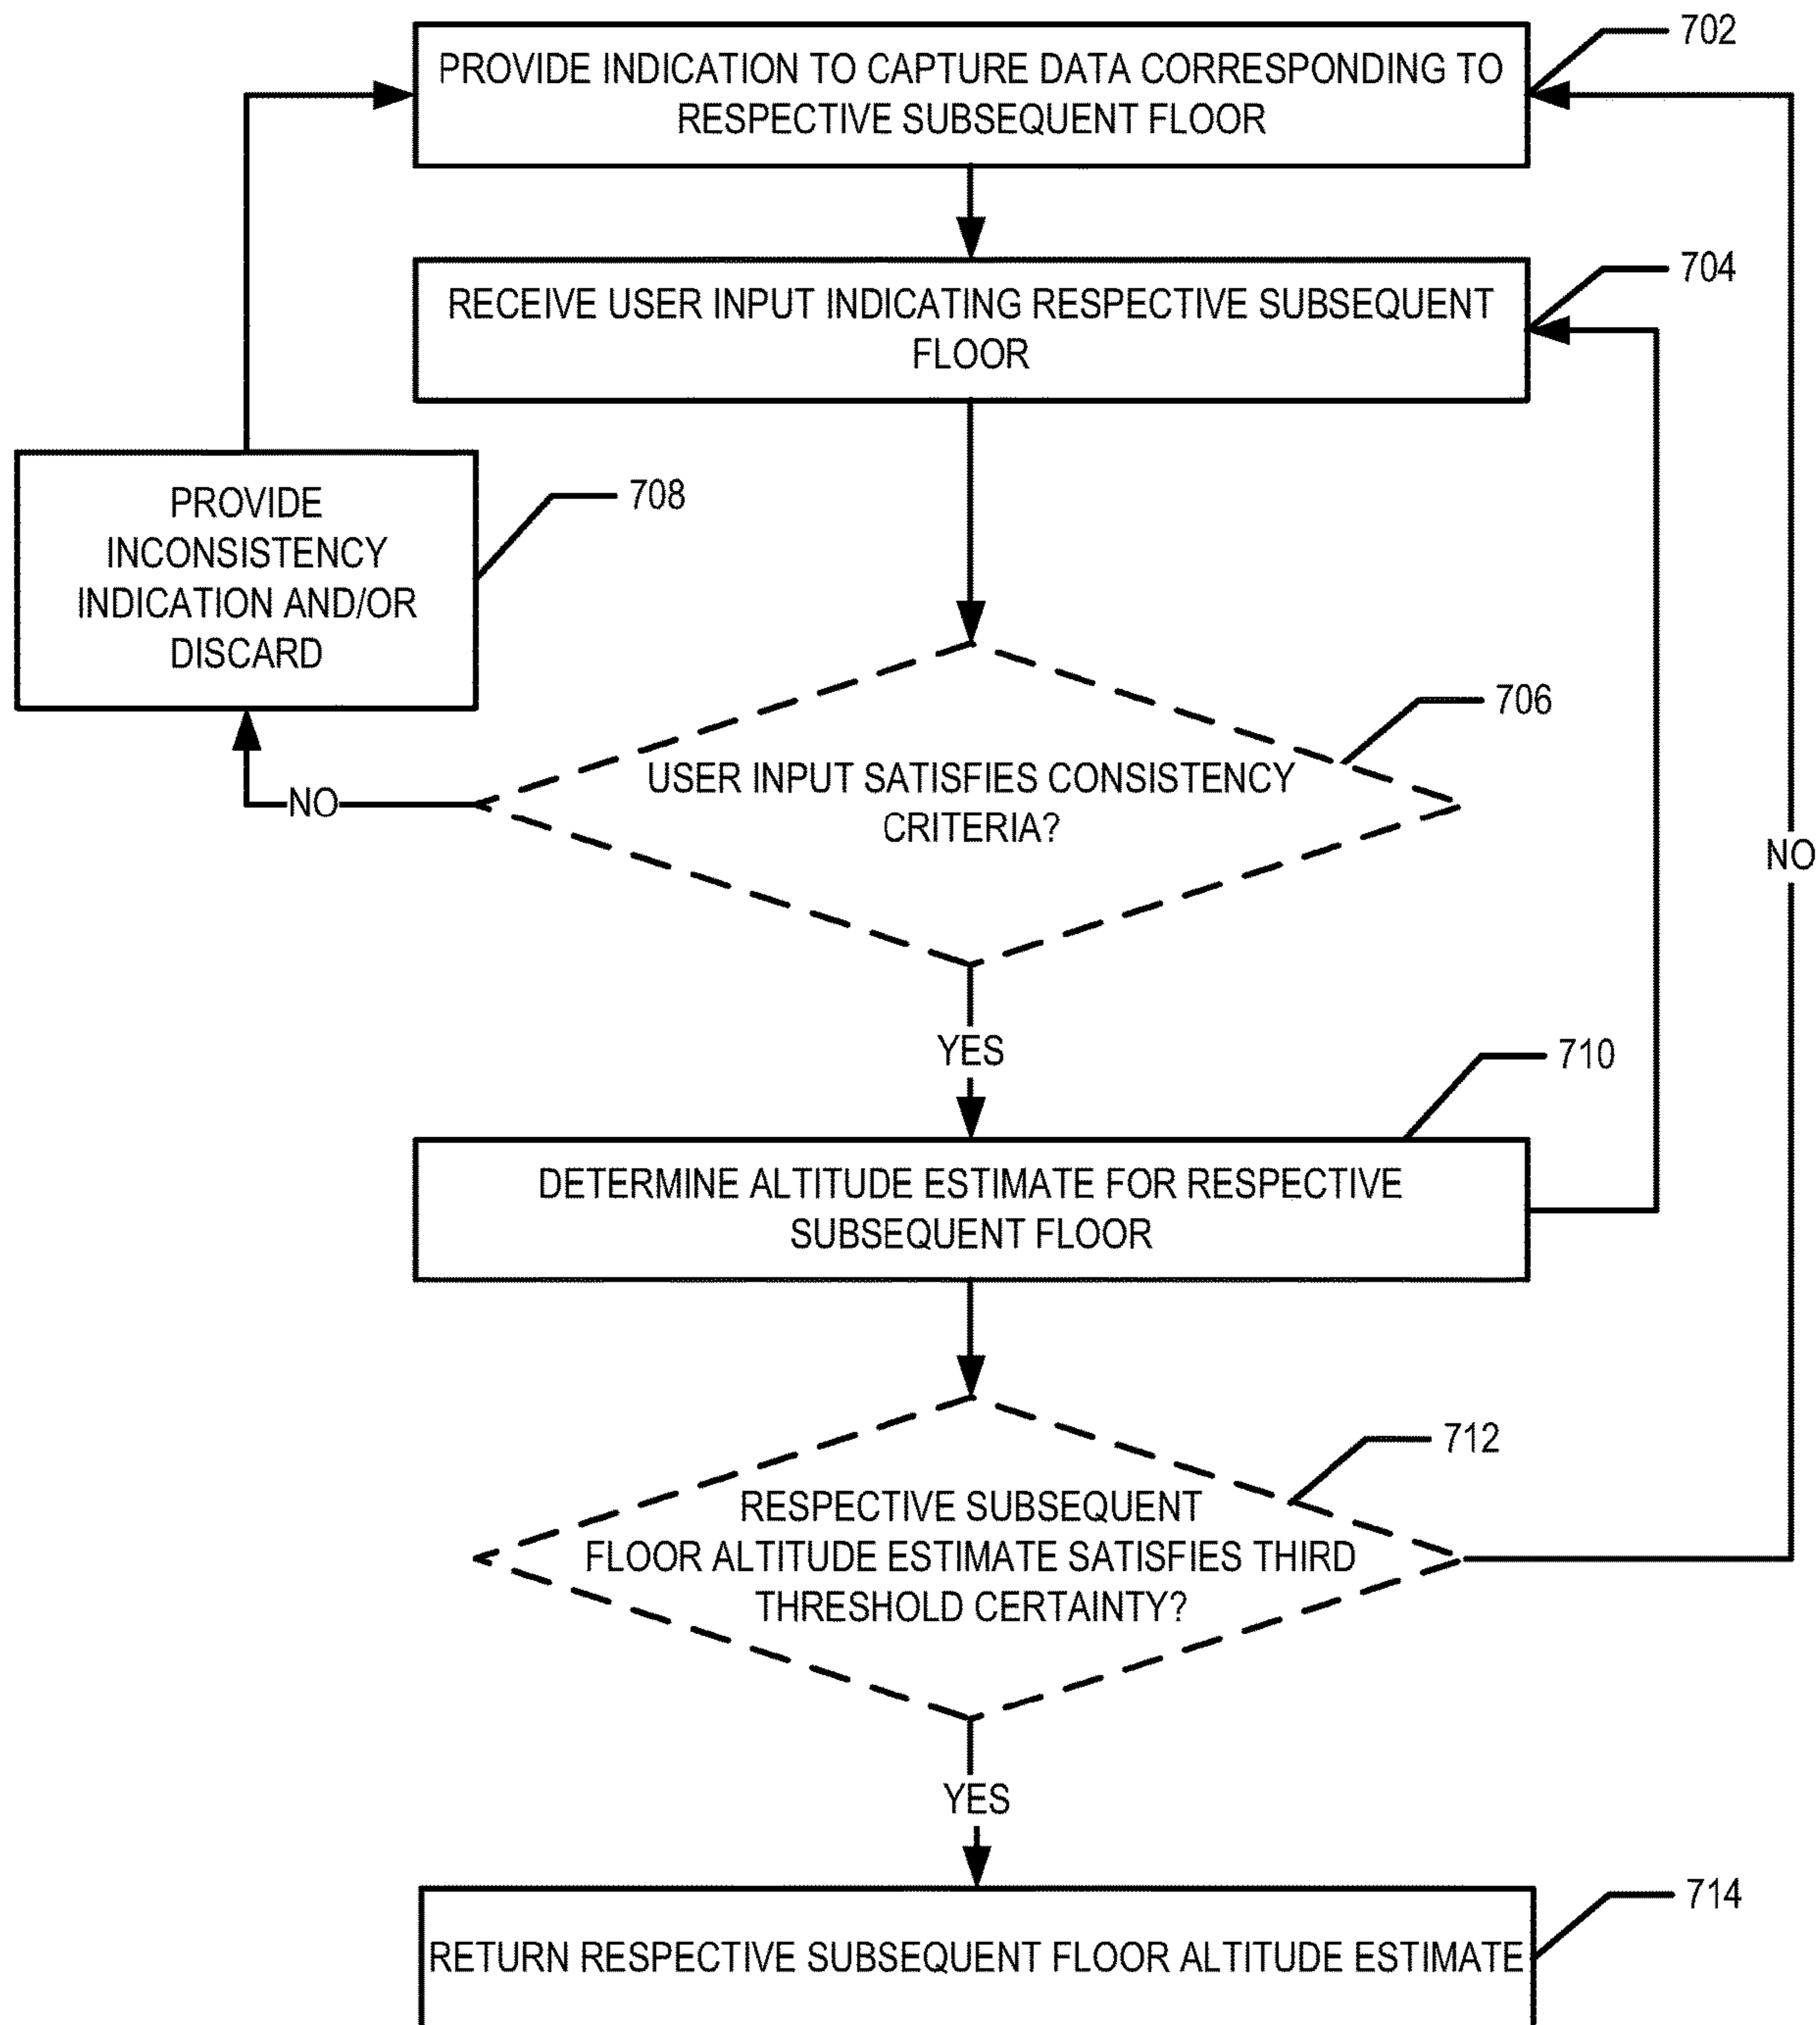 702
PROVIDE INDICATION TO CAPTURE DATA CORRESPONDING TO
RESPECTIVE SUBSEQUENT FLOOR
704
RECEIVE USER INPUT INDICATING RESPECTIVE SUBSEQUENT
FLOOR
708
PROVIDE
INCONSISTENCY
INDICATION AND/OR
DISCARD
706
USER INPUT SATISFIES CONSISTENCY
CRITERIA?
NO
NO
YES
710
DETERMINE ALTITUDE ESTIMATE FOR RESPECTIVE
SUBSEQUENT FLOOR
712
RESPECTIVE SUBSEQUENT
FLOOR ALTITUDE ESTIMATE SATISFIES THIRD
THRESHOLD CERTAINTY?
YES
714
RETURN RESPECTIVE SUBSEQUENT FLOOR ALTITUDE ESTIMATE